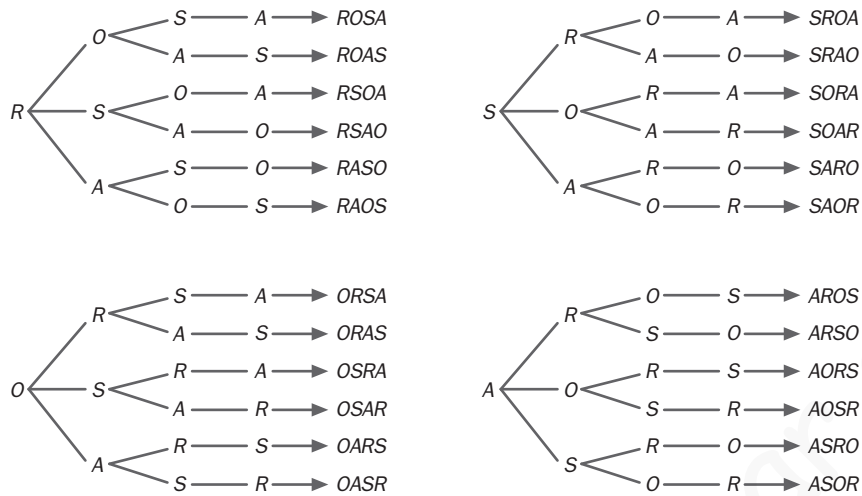 O S A ROSA
A S ROAS
R S O A RSOA
A O RSAO
A S O RASO
O S RAOS
R O A SROA
A O SRAO
S O R A SORA
A R SOAR
A R O SARO
O R SAOR
R S A ORSA
A S ORAS
O S R A OSRA
A R OSAR
A R S OARS
S R OASR
R O S AROS
S O ARSO
A O R S AORS
S R AOSR
S R O ASRO
O R ASOR